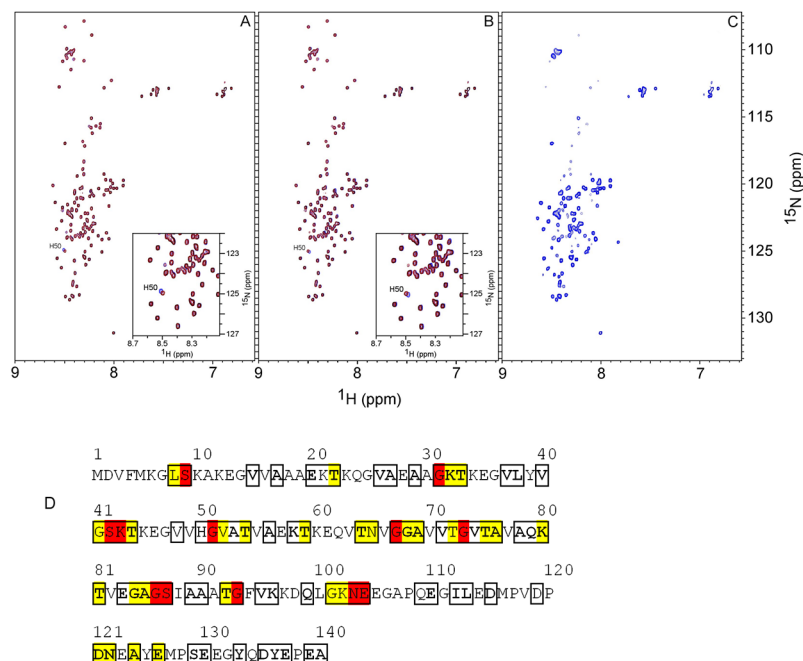 A B C
110
115
120
125
130
15N (ppm)
H50 H50
123 123
H50 H50
125 125
15N (ppm) 15N (ppm)
127 127
8.7 8.5 8.3 8.7 8.5 8.3
1H (ppm) 1H (ppm)
9 8 7 9 8 7 9 8 7
1H (ppm)
D
1 10 20 30 40
MDVFMKGLSKAKEGVVAAAEKTKQGVAEAAGKTKEGVLYV
41 50 60 70 80
GSKTKEGVVHGVATVAEKTKEQVTNVGGAVVTGVTAVAQK
81 90 100 110 120
TVEGAGSIAAATGFVKKDQLGKNEEGAPQEGILEDMPVDP
121 130 140
DNEAYEMPSEEGYQDYEPEA